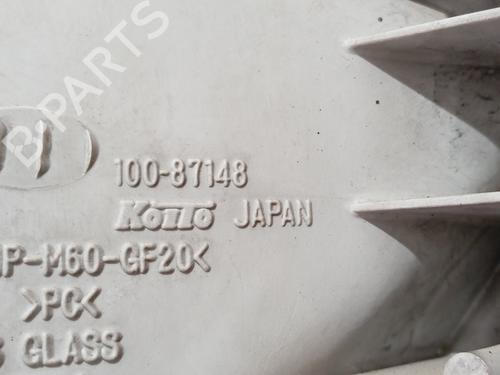 B-PARTS
100-87148
KOITO JAPAN
P-M60-GF20<
>PC<
GLASS